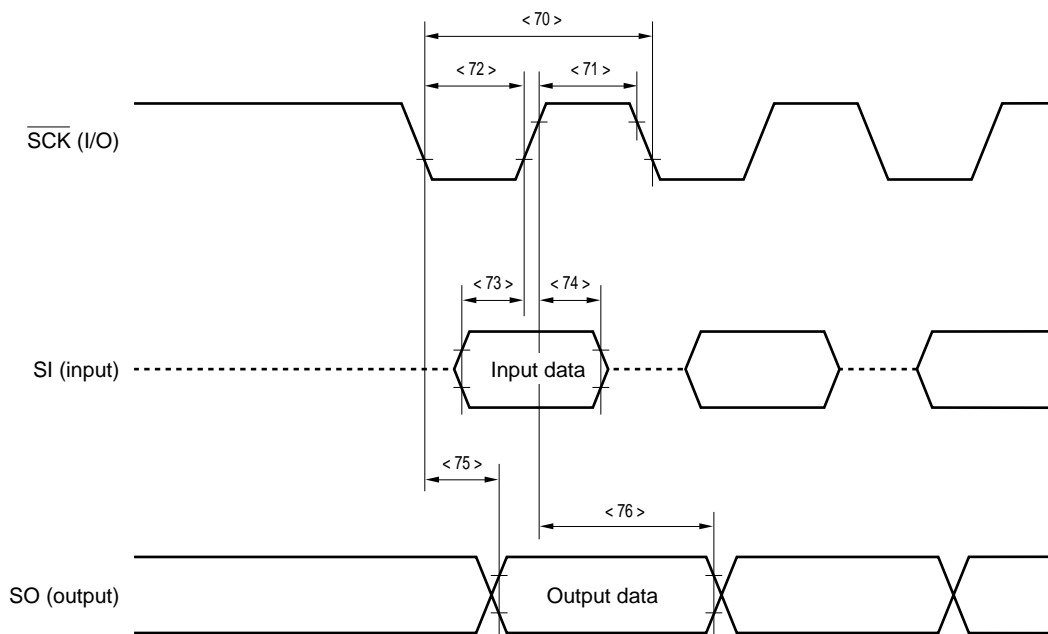 < 70 >
< 72 > < 71 >
SCK (I/O)
< 73 > < 74 >
SI (input) Input data
< 75 >
< 76 >
SO (output) Output data